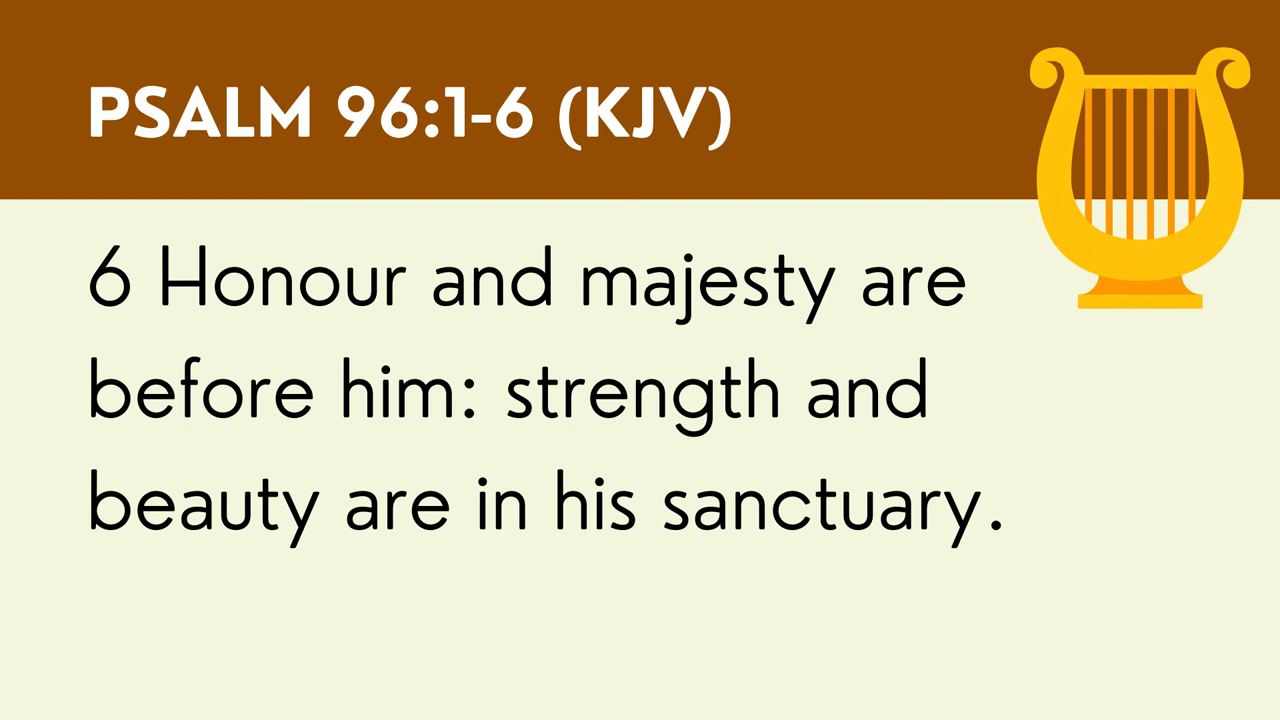 PSALM 96:1-6 (KJV)
6 Honour and majesty are
before him: strength and
beauty are in his sanctuary.